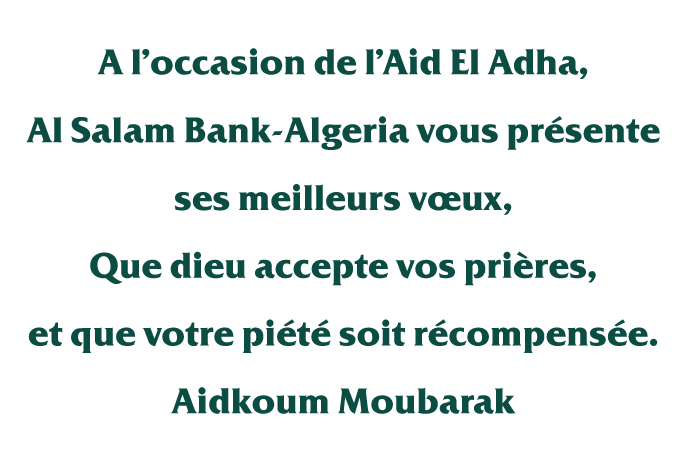 A l’occasion de l’Aid El Adha,
Al Salam Bank-Algeria vous présente
ses meilleurs vœux,
Que dieu accepte vos prières,
et que votre piété soit récompensée.
Aidkoum Moubarak